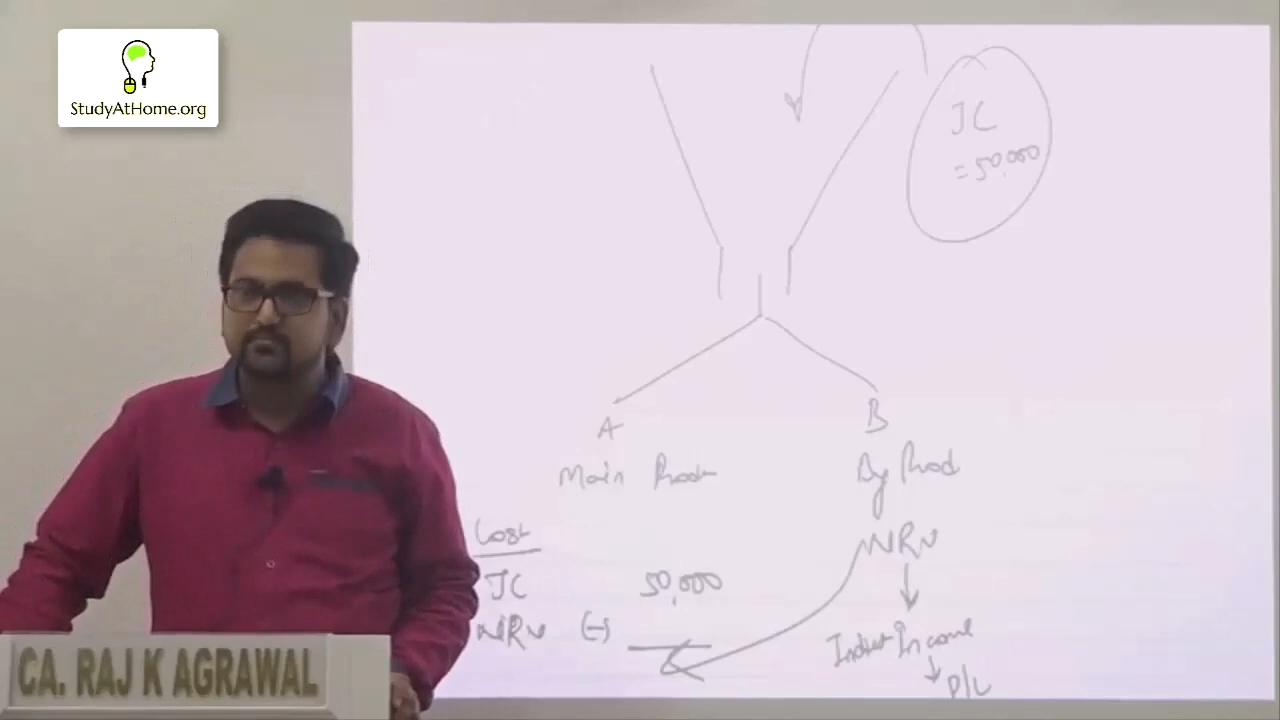 StudyAtHome.org
JC
= 50,000
A
B
Main Prod
By Prod
Cost
NRV
JC 50,000
NRV (-)
Indirect Income
P/L
CA. RAJ K AGRAWAL